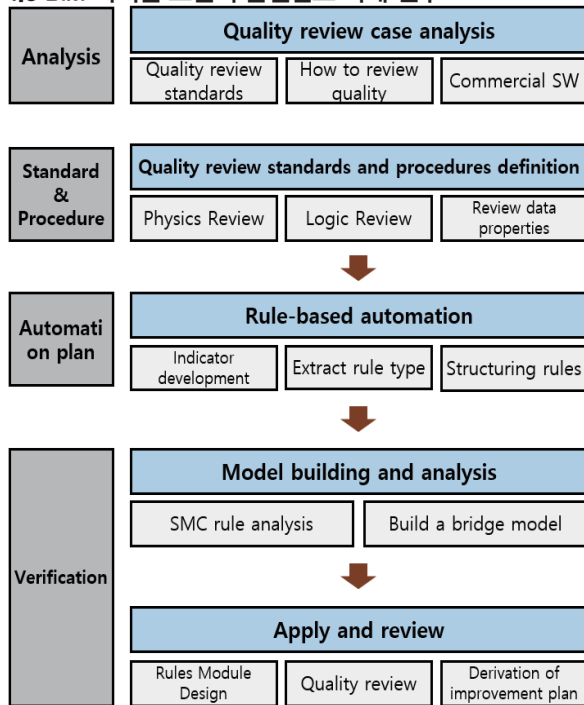 Analysis
Quality review case analysis
Quality review
standards
How to review
quality
Commercial SW
Standard
&
Procedure
Quality review standards and procedures definition
Physics Review
Logic Review
Review data
properties
Automati
on plan
Rule-based automation
Indicator
development
Extract rule type
Structuring rules
Verification
Model building and analysis
SMC rule analysis
Build a bridge model
Apply and review
Rules Module
Design
Quality review
Derivation of
improvement plan